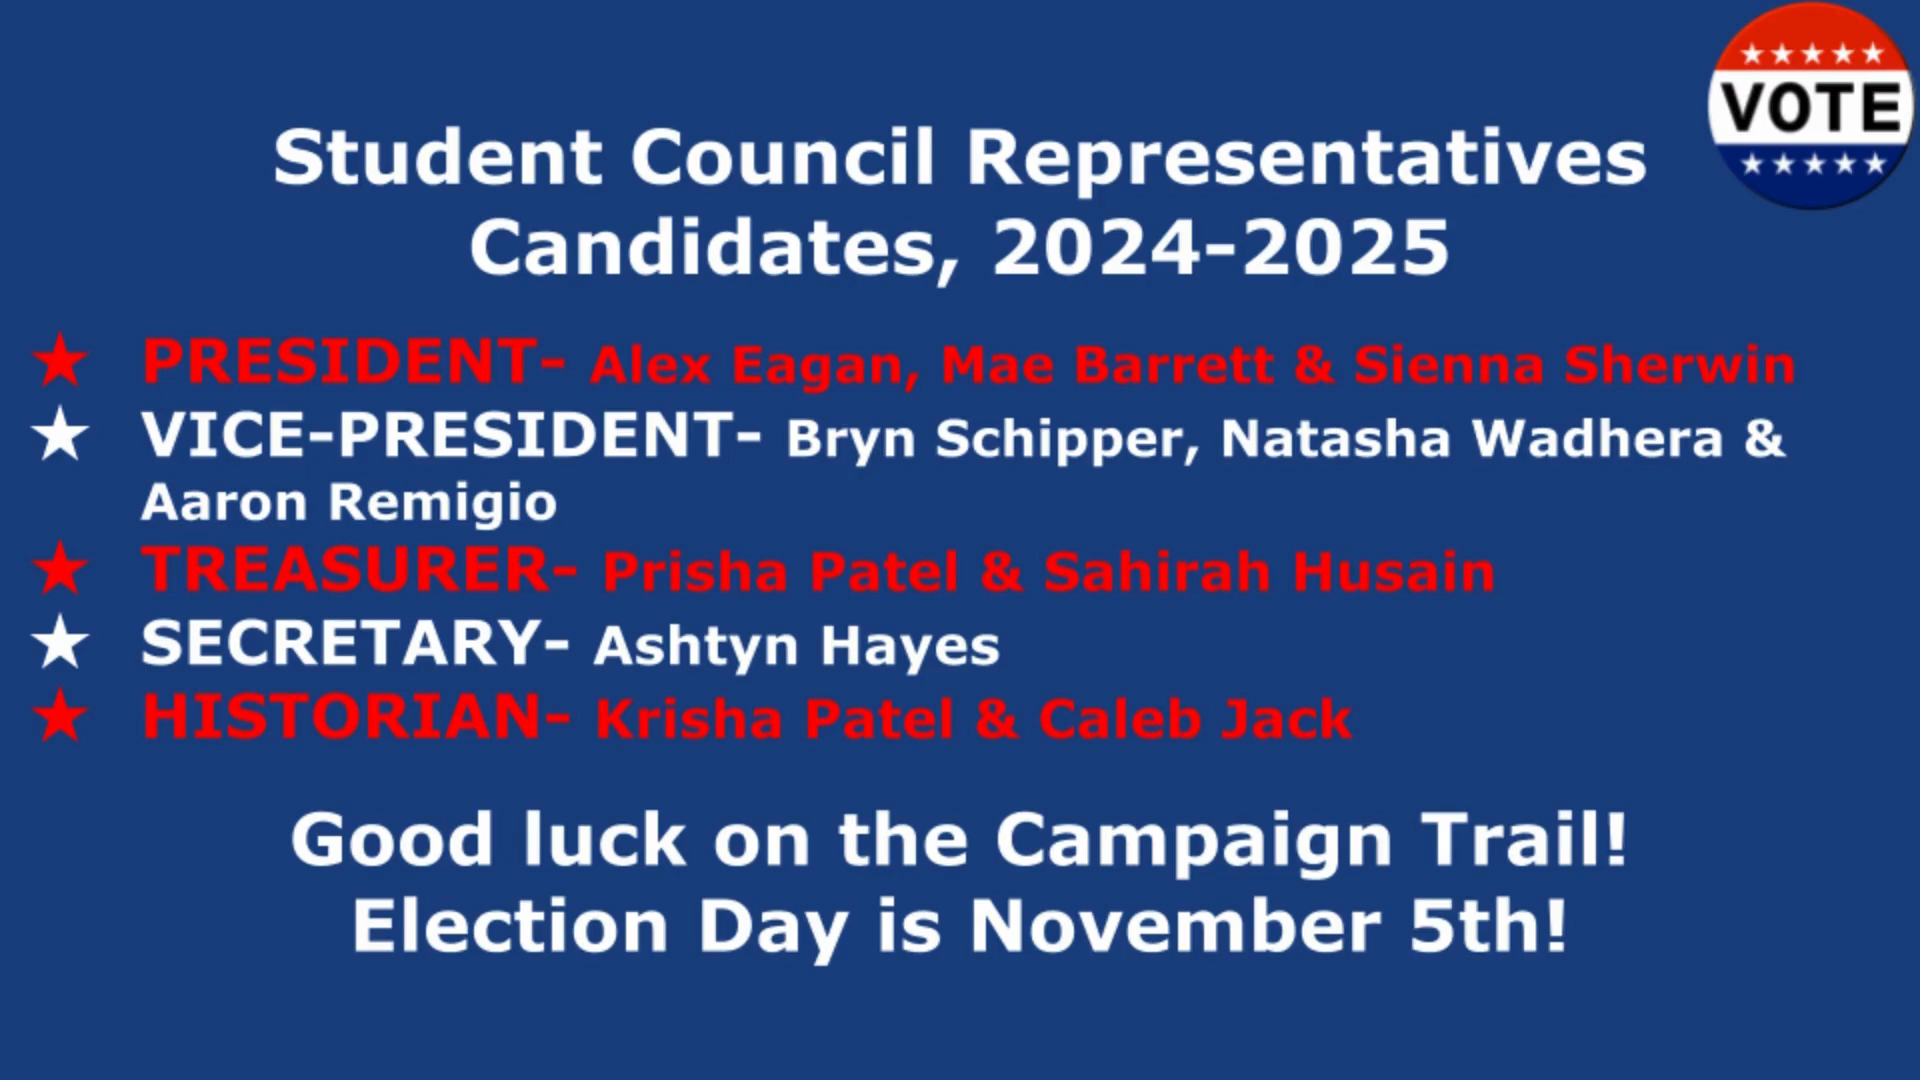 VOTE
Student Council Representatives
Candidates, 2024-2025
PRESIDENT- Alex Eagan, Mae Barrett & Sienna Sherwin
VICE-PRESIDENT- Bryn Schipper, Natasha Wadhera &
Aaron Remigio
TREASURER- Prisha Patel & Sahirah Husain
SECRETARY- Ashtyn Hayes
HISTORIAN- Krisha Patel & Caleb Jack
Good luck on the Campaign Trail!
Election Day is November 5th!